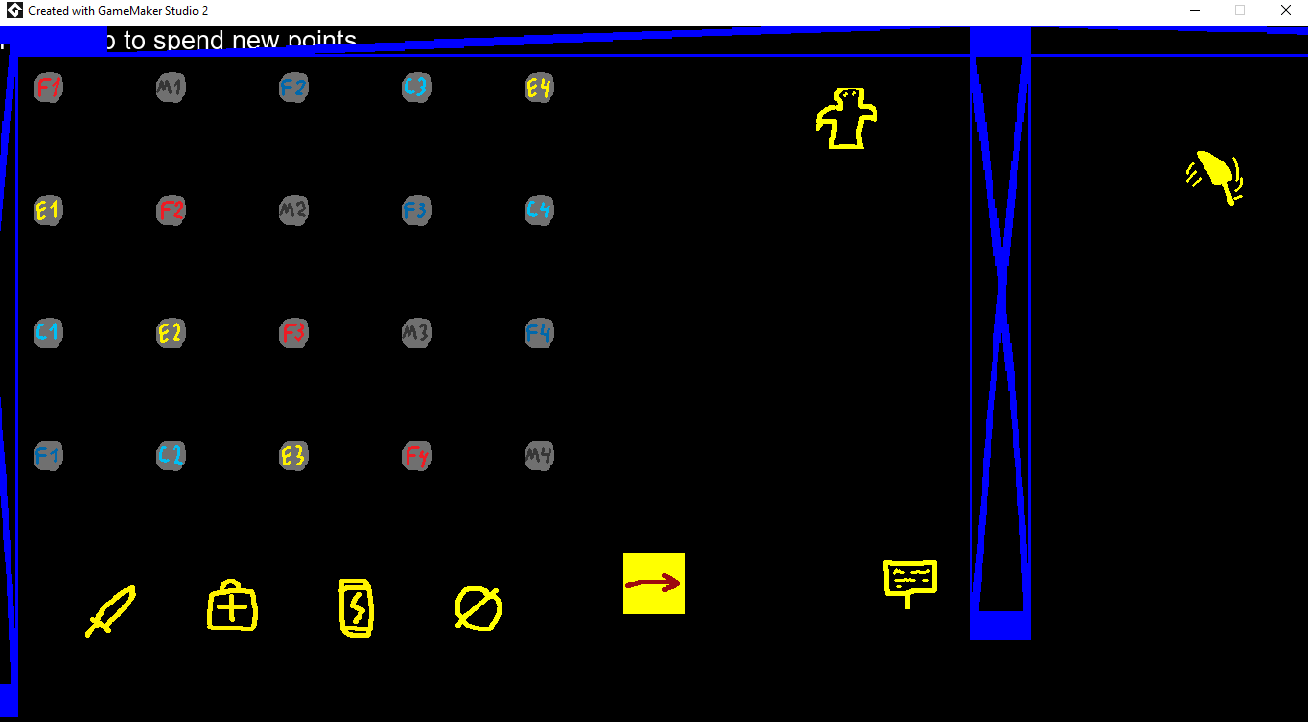 Created with GameMaker Studio 2
to spend new points
F1 M1 F2 C3 E4
E1 F2 M2 F3 C4
C1 E2 F3 M3 F4
F1 C2 E3 F4 M4